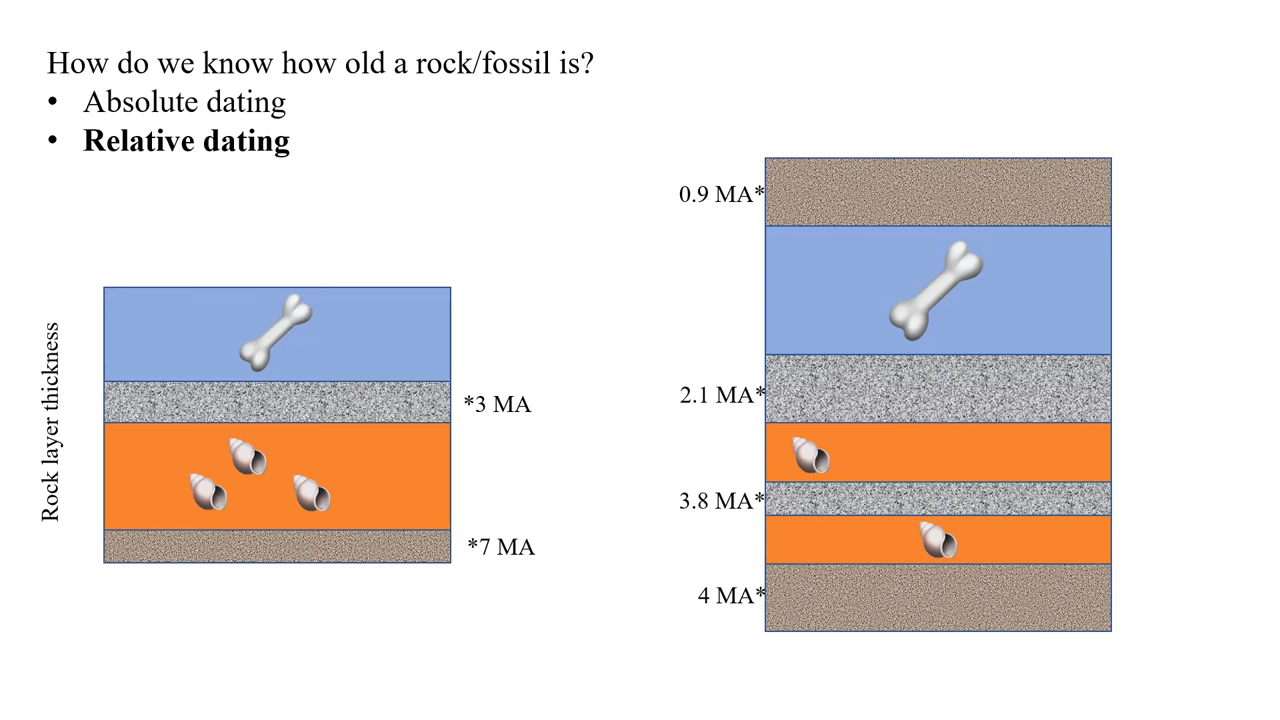 How do we know how old a rock/fossil is?
• Absolute dating
• Relative dating
Rock layer thickness
*3 MA
*7 MA
0.9 MA*
2.1 MA*
3.8 MA*
4 MA*